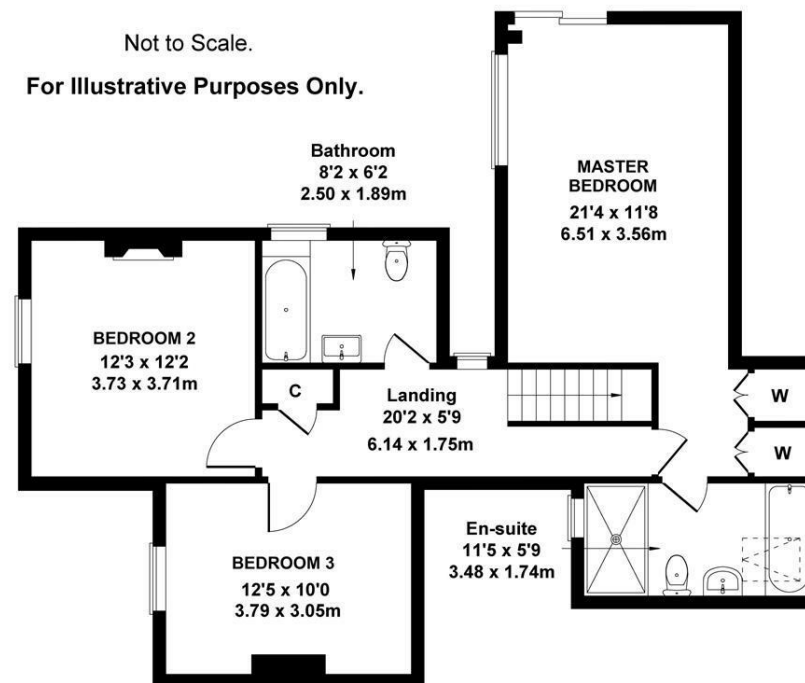 Not to Scale.
For Illustrative Purposes Only.
Bathroom
8'2 x 6'2
2.50 x 1.89m
MASTER
BEDROOM
21'4 x 11'8
6.51 x 3.56m
BEDROOM 2
12'3 x 12'2
3.73 x 3.71m
C
Landing
20'2 x 5'9
6.14 x 1.75m
W
W
En-suite
11'5 x 5'9
3.48 x 1.74m
BEDROOM 3
12'5 x 10'0
3.79 x 3.05m